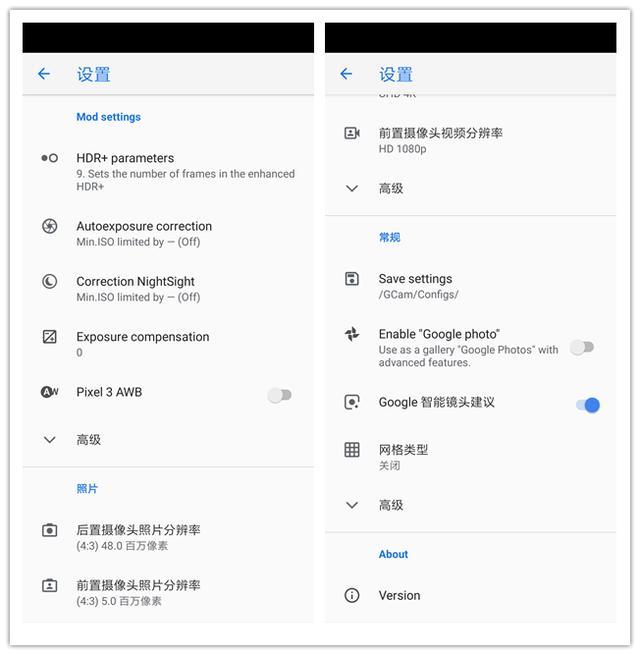 设置
Mod settings
HDR+ parameters
9. Sets the number of frames in the enhanced
HDR+
Autoexposure correction
Min.ISO limited by — (Off)
Correction NightSight
Min.ISO limited by — (Off)
Exposure compensation
0
AW
Pixel 3 AWB
高级
照片
后置摄像头照片分辨率
(4:3) 48.0 百万像素
前置摄像头照片分辨率
(4:3) 5.0 百万像素
设置
UHD 4K
前置摄像头视频分辨率
HD 1080p
高级
常规
Save settings
/GCam/Configs/
Enable "Google photo"
Use as a gallery "Google Photos" with
advanced features.
Google 智能镜头建议
网格类型
关闭
高级
About
Version